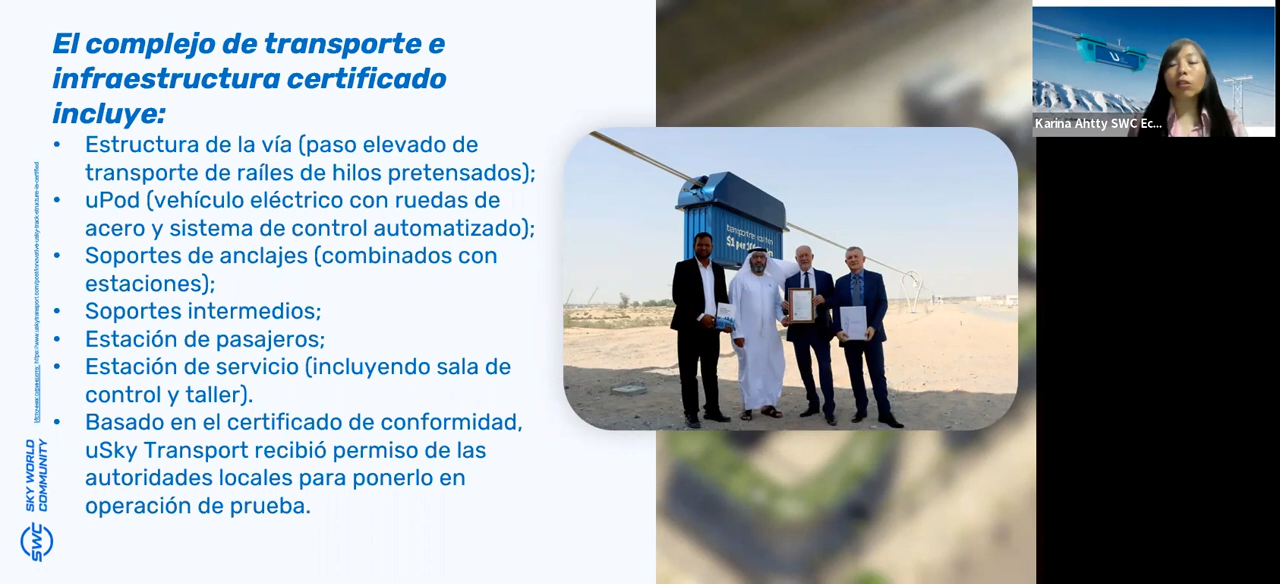 El complejo de transporte e
infraestructura certificado
incluye:
• Estructura de la vía (paso elevado de
transporte de raíles de hilos pretensados);
• uPod (vehículo eléctrico con ruedas de
acero y sistema de control automatizado);
• Soportes de anclajes (combinados con
estaciones);
• Soportes intermedios;
• Estación de pasajeros;
• Estación de servicio (incluyendo sala de
control y taller).
• Basado en el certificado de conformidad,
uSky Transport recibió permiso de las
autoridades locales para ponerlo en
operación de prueba.
SWC
SKY WORLD
COMMUNITY
$1 per
U
Karina Ahtty SWC Ec...